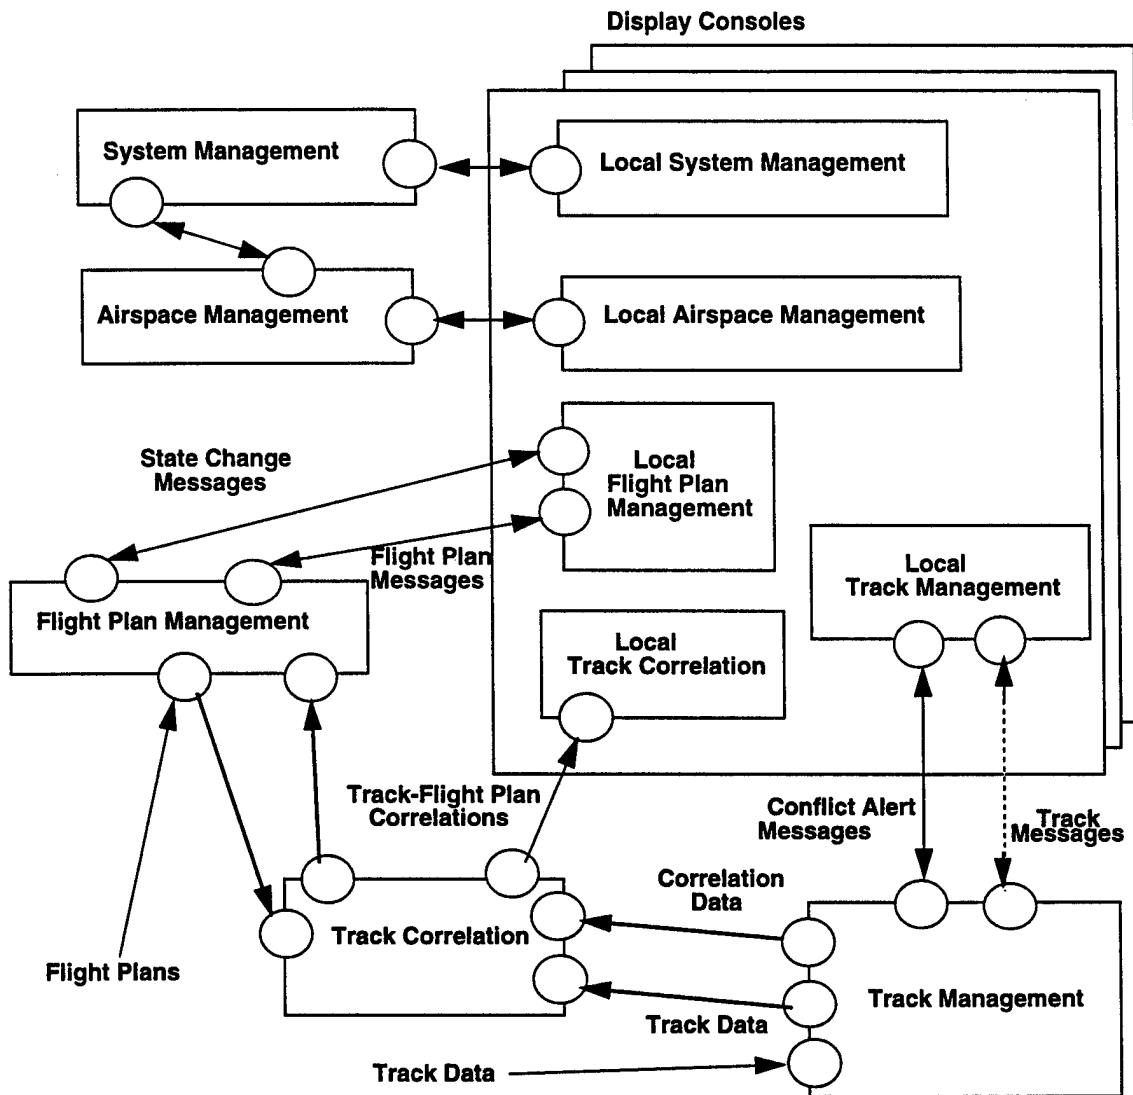 Display Consoles
System Management
Local System Management
Airspace Management
Local Airspace Management
State Change
Messages
Local
Flight Plan
Management
Flight Plan
Messages
Local
Track Management
Flight Plan Management
Local
Track Correlation
Track-Flight Plan
Correlations
Conflict Alert
Messages
Track
Messages
Correlation
Data
Track Correlation
Flight Plans
Track Management
Track Data
Track Data